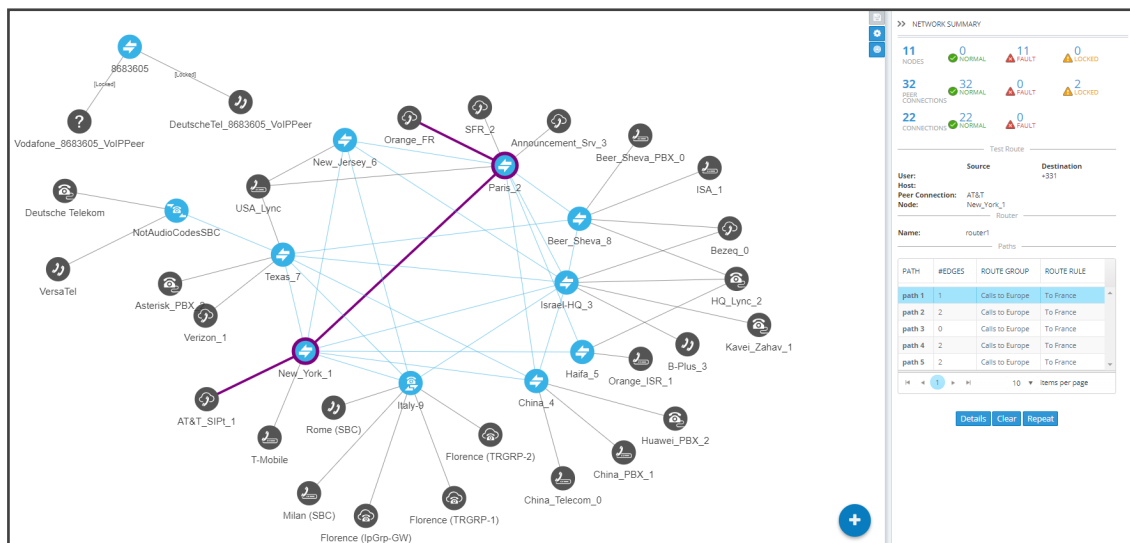 NETWORK SUMMARY
11
NODES
0
NORMAL
11
FAULT
0
LOCKED
32
PEER
CONNECTIONS
32
NORMAL
0
FAULT
2
LOCKED
22
CONNECTIONS
22
NORMAL
0
FAULT
Test Route
Source Destination
User: +331
Host:
Peer Connection: AT&T
Node: New_York_1
Router
Name: router1
Paths
PATH #EDGES ROUTE GROUP ROUTE RULE
path 1 1 Calls to Europe To France
path 2 2 Calls to Europe To France
path 3 0 Calls to Europe To France
path 4 2 Calls to Europe To France
path 5 2 Calls to Europe To France
1 10 items per page
Details Clear Repeat
8683605
[Locked]
[Locked]
Vodafone_8683605_VoIPPeer
DeutscheTel_8683605_VoIPPeer
Orange_FR
SFR_2
Announcement_Srv_3
New_Jersey_6
Paris_2
Beer_Sheva_PBX_0
ISA_1
USA_Lync
Deutsche Telekom
NotAudioCodesSBC
Beer_Sheva_8
Bezeq_0
VersaTel
Texas_7
Asterisk_PBX_
Israel-HQ_3
HQ_Lync_2
Verizon_1
Kavei_Zahav_1
New_York_1
Haifa_5
B-Plus_3
Orange_ISR_1
China_4
Italy-9
AT&T_SIPt_1
Rome (SBC)
T-Mobile
Florence (TRGRP-2)
Huawei_PBX_2
China_PBX_1
China_Telecom_0
Milan (SBC)
Florence (TRGRP-1)
Florence (IpGrp-GW)